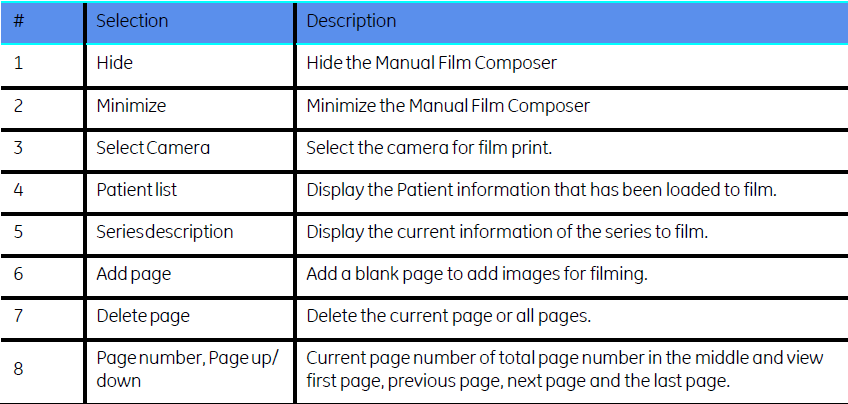 # Selection Description
1 Hide Hide the Manual Film Composer
2 Minimize Minimize the Manual Film Composer
3 Select Camera Select the camera for film print.
4 Patient list Display the Patient information that has been loaded to film.
5 Series description Display the current information of the series to film.
6 Add page Add a blank page to add images for filming.
7 Delete page Delete the current page or all pages.
8 Page number, Page up/ Current page number of total page number in the middle and view
down first page, previous page, next page and the last page.